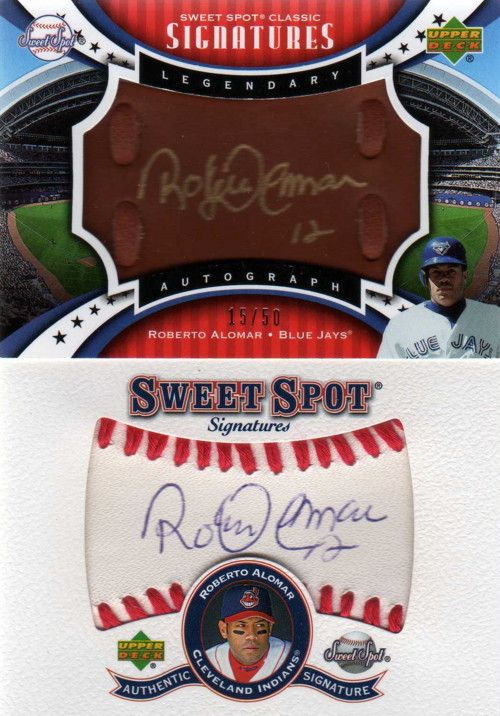 SWEET SPOT® CLASSIC
SIGNATURES
Sweet Spot
UPPER DECK
LEGENDARY
Roberto Alomar
12
AUTOGRAPH
15/50
ROBERTO ALOMAR • BLUE JAYS®
BLUE JAYS
SWEET SPOT®
Signatures
Roberto Alomar
12
ROBERTO ALOMAR
CLEVELAND INDIANS®
UPPER DECK
Sweet Spot
AUTHENTIC
SIGNATURE